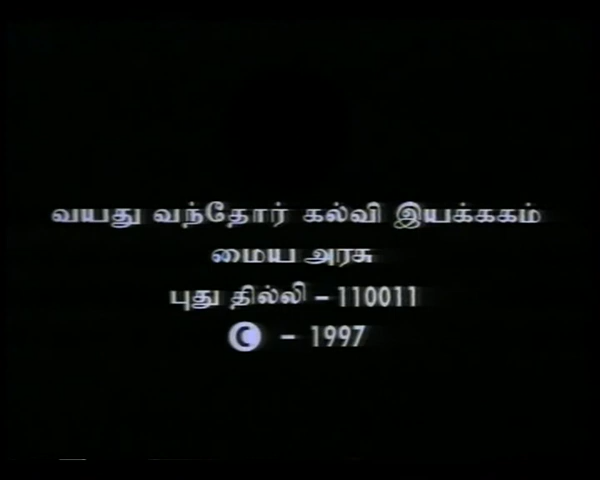 வயது வந்தோர் கல்வி இயக்ககம்
மைய அரசு
புது தில்லி – 110011
© – 1997